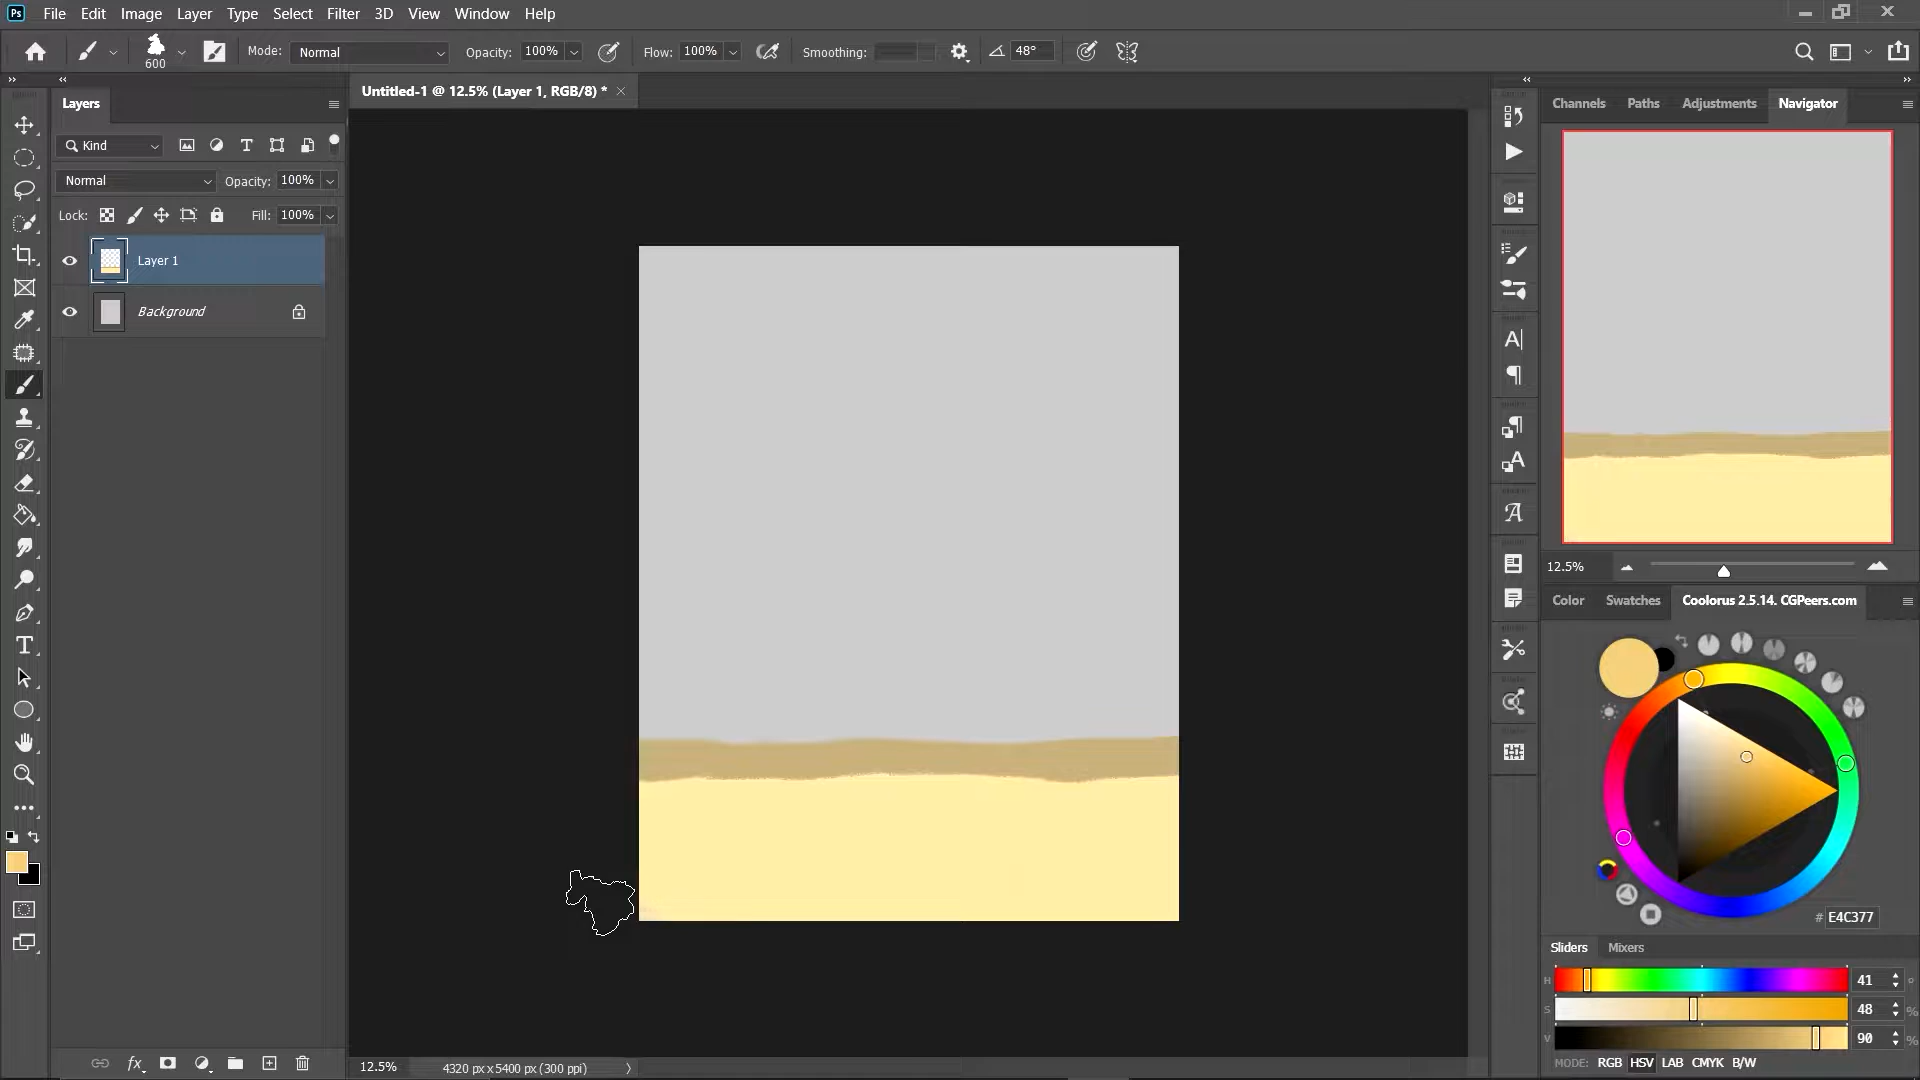 Ps File Edit Image Layer Type Select Filter 3D View Window Help
600 Mode: Normal Opacity: 100% Flow: 100% Smoothing: 48°
Layers
Untitled-1 @ 12.5% (Layer 1, RGB/8) *
Channels Paths Adjustments Navigator
Kind
Normal Opacity: 100%
Lock: Fill: 100%
Layer 1
Background
12.5%
Color Swatches Coolorus 2.5.14. CGPeers.com
# E4C377
Sliders Mixers
H 41 °
S 48 %
V 90 %
MODE: RGB HSV LAB CMYK B/W
12.5% 4320 px x 5400 px (300 ppi)
fx